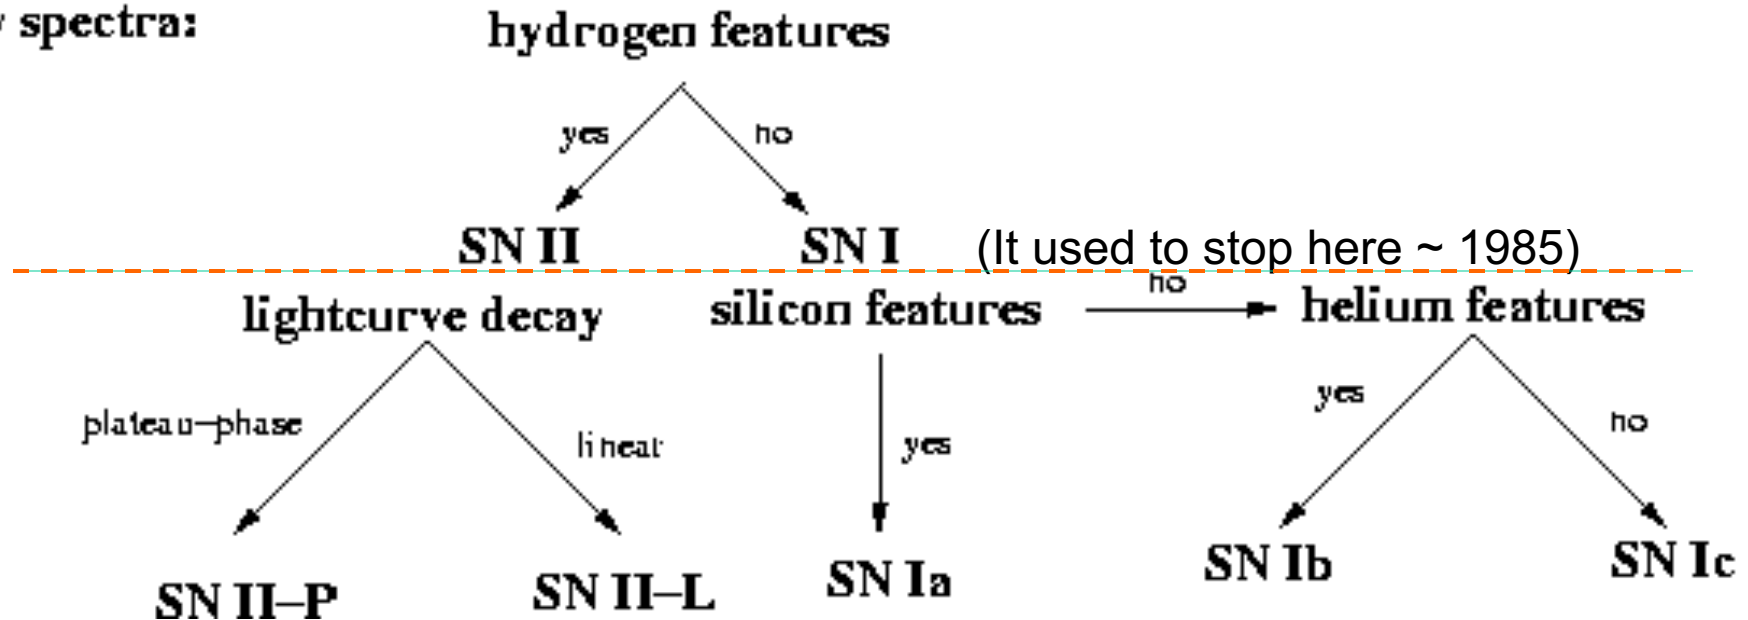 spectra:
hydrogen features
yes
no
SN II
SN I
(It used to stop here ~ 1985)
lightcurve decay
silicon features
no
helium features
plateau–phase
linear
yes
yes
no
SN II–P
SN II–L
SN Ia
SN Ib
SN Ic